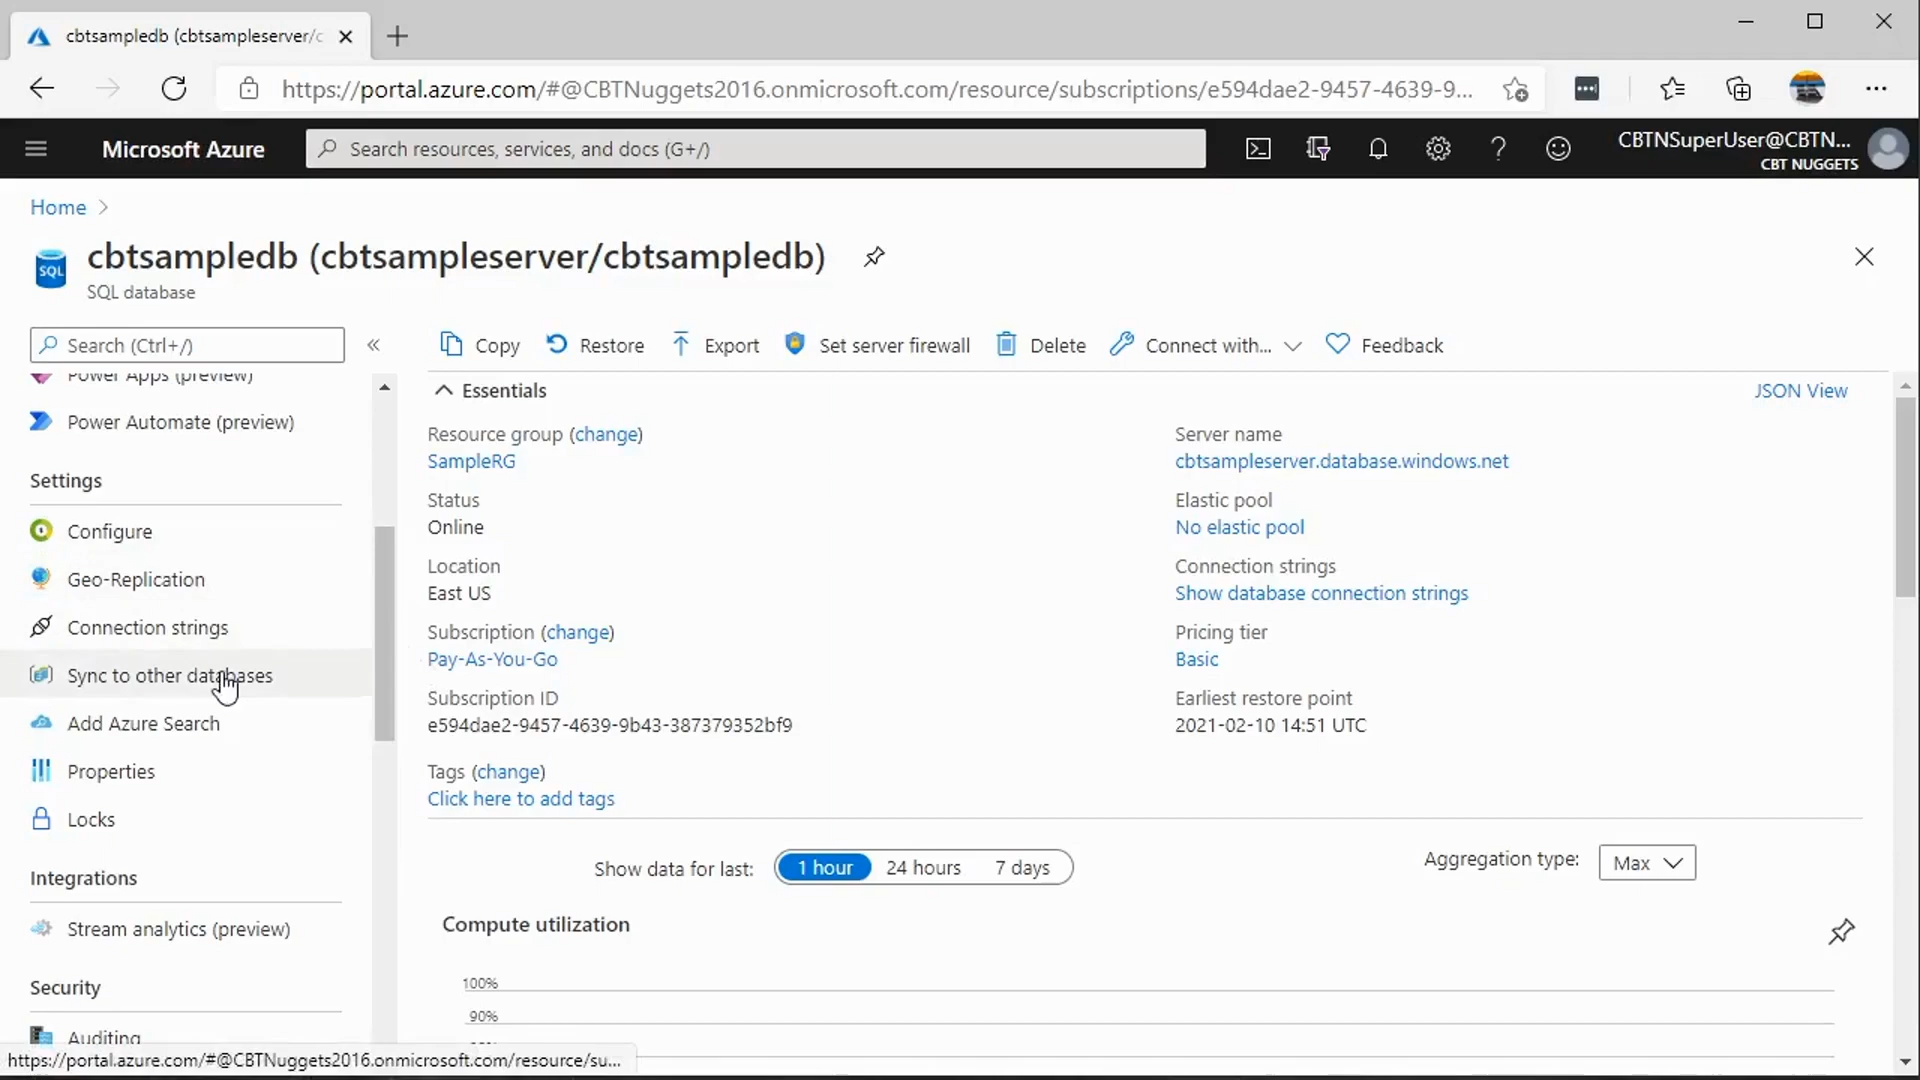 cbtsampledb (cbtsampleserver/c
https://portal.azure.com/#@CBTNuggets2016.onmicrosoft.com/resource/subscriptions/e594dae2-9457-4639-9...
Microsoft Azure
Search resources, services, and docs (G+/)
CBTNSuperUser@CBTN...
CBT NUGGETS
Home
cbtsampledb (cbtsampleserver/cbtsampledb)
SQL
SQL database
Search (Ctrl+/)
«
Copy
Restore
Export
Set server firewall
Delete
Connect with...
Feedback
Power Apps (preview)
Power Automate (preview)
Settings
Configure
Geo-Replication
Connection strings
Sync to other databases
Add Azure Search
Properties
Locks
Integrations
Stream analytics (preview)
Security
Auditing
Essentials
JSON View
Resource group (change)
SampleRG
Status
Online
Location
East US
Subscription (change)
Pay-As-You-Go
Subscription ID
e594dae2-9457-4639-9b43-387379352bf9
Server name
cbtsampleserver.database.windows.net
Elastic pool
No elastic pool
Connection strings
Show database connection strings
Pricing tier
Basic
Earliest restore point
2021-02-10 14:51 UTC
Tags (change)
Click here to add tags
Show data for last:
1 hour
24 hours
7 days
Aggregation type:
Max
Compute utilization
100%
90%
https://portal.azure.com/#@CBTNuggets2016.onmicrosoft.com/resource/su...